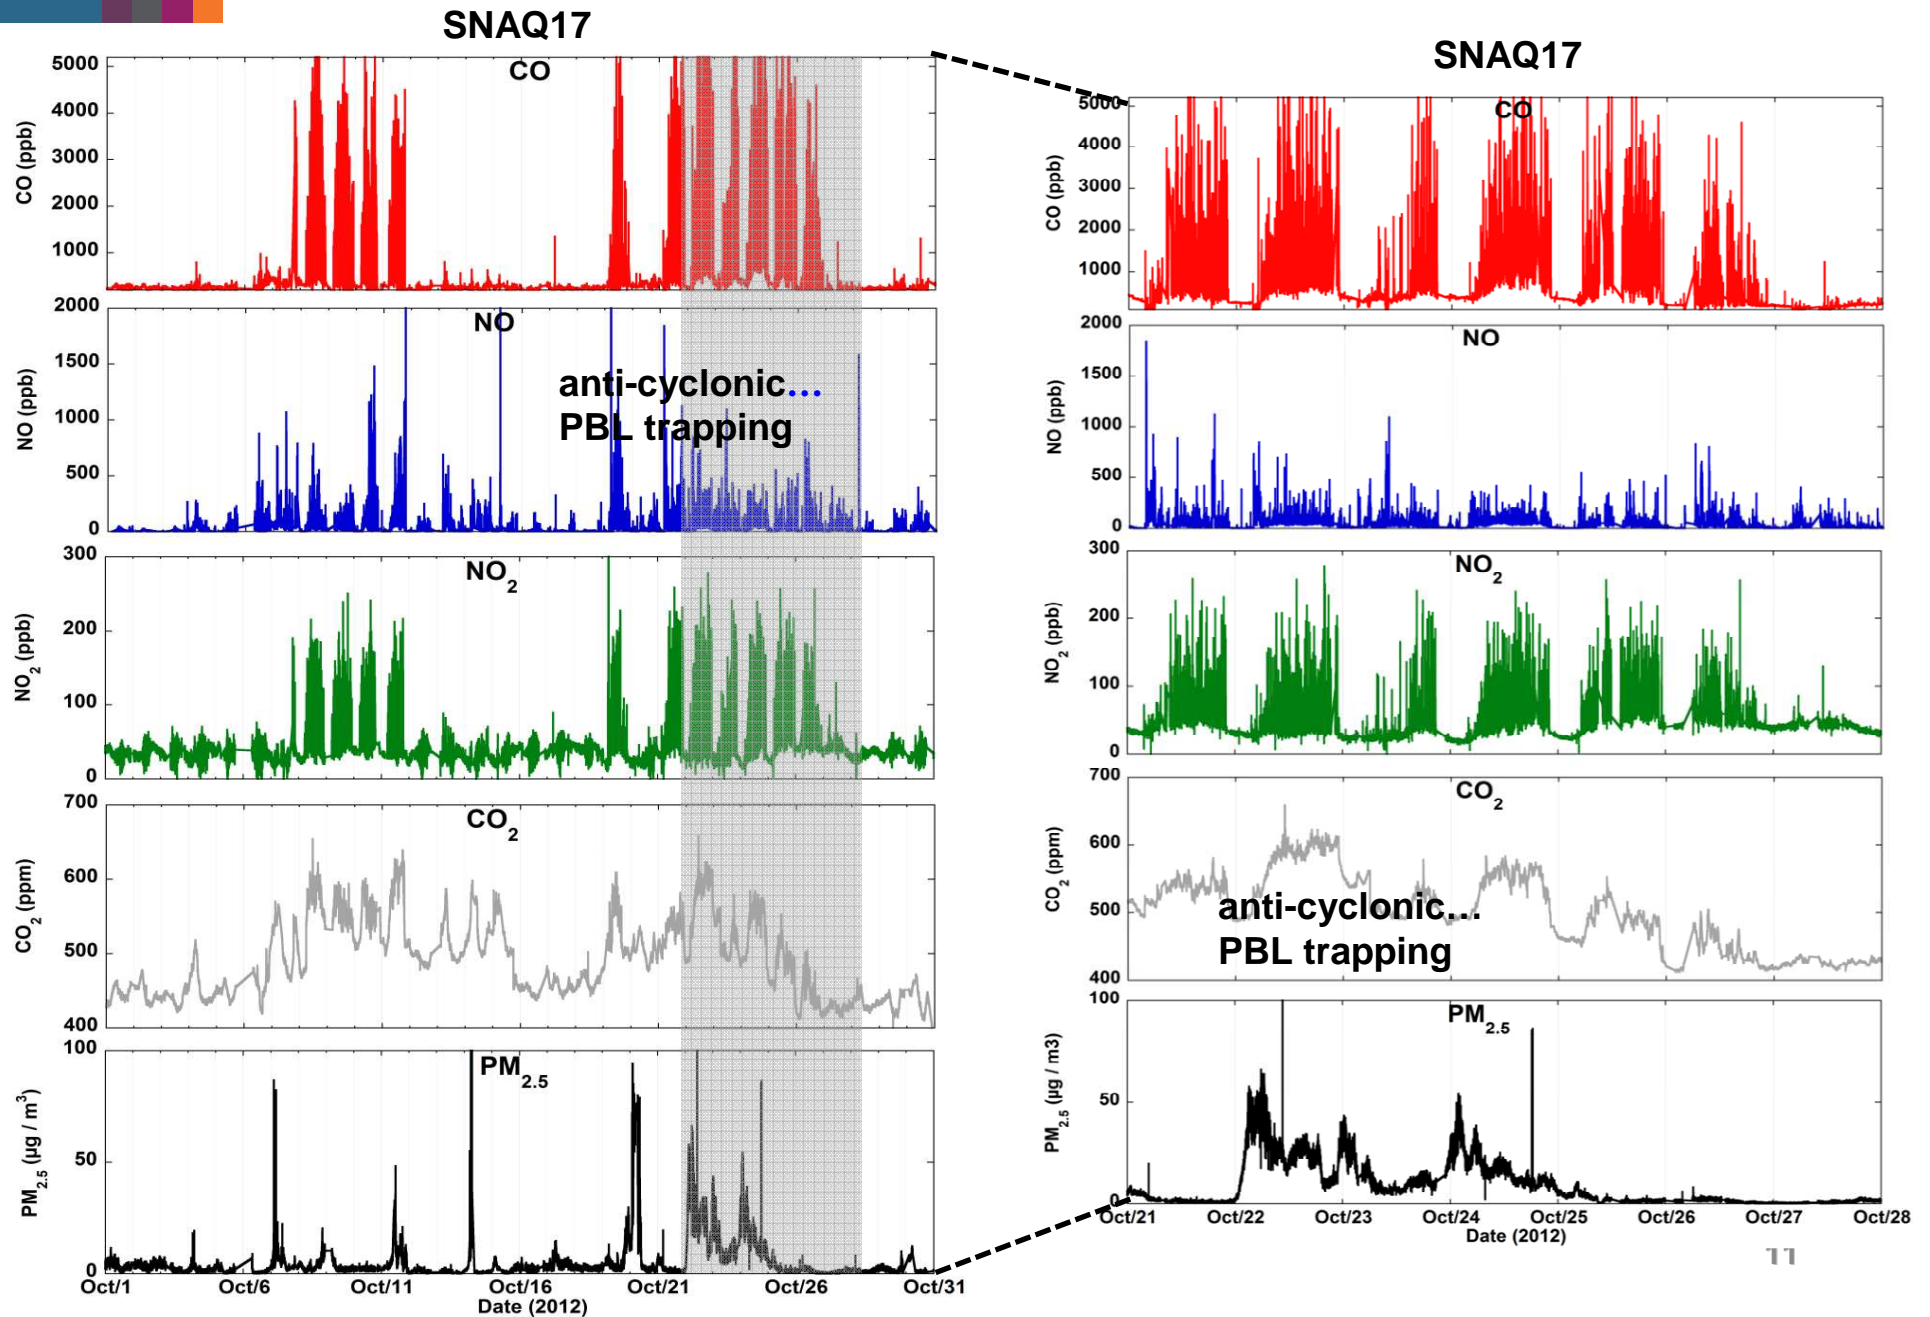 SNAQ17
CO
5000
4000
3000
2000
1000
CO (ppb)
NO
2000
1500
1000
500
0
NO (ppb)
anti-cyclonic...
PBL trapping
NO2
300
200
100
0
NO2 (ppb)
CO2
700
600
500
400
CO2 (ppm)
PM2.5
100
50
0
PM2.5 (µg / m3)
Oct/1 Oct/6 Oct/11 Oct/16 Oct/21 Oct/26 Oct/31
Date (2012)
SNAQ17
CO
5000
4000
3000
2000
1000
CO (ppb)
NO
2000
1500
1000
500
0
NO (ppb)
NO2
300
200
100
0
NO2 (ppb)
CO2
700
600
500
400
CO2 (ppm)
anti-cyclonic...
PBL trapping
PM2.5
100
50
0
PM2.5 (µg / m3)
Oct/21 Oct/22 Oct/23 Oct/24 Oct/25 Oct/26 Oct/27 Oct/28
Date (2012)